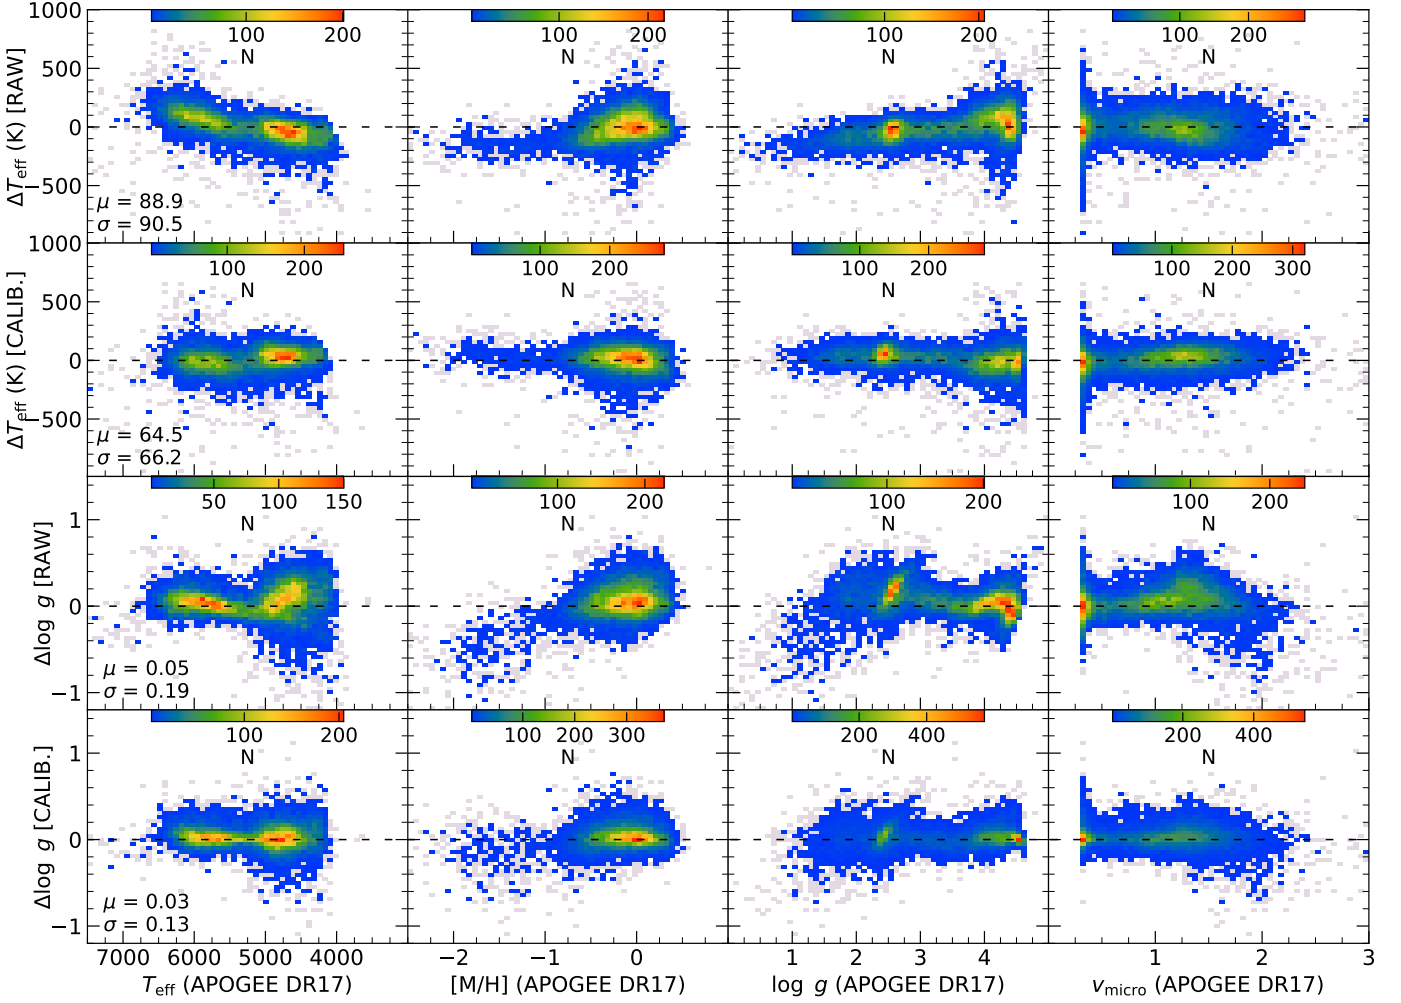 1000
500
0
−500
ΔT_eff (K) [RAW]
100 200
N
100 200
N
100 200
N
100 200
N
μ = 88.9
σ = 90.5
1000
500
0
−500
ΔT_eff (K) [CALIB.]
100 200
N
100 200
N
100 200
N
100 200 300
N
μ = 64.5
σ = 66.2
1
0
−1
Δlog g [RAW]
50 100 150
N
100 200
N
100 200
N
100 200
N
μ = 0.05
σ = 0.19
1
0
−1
Δlog g [CALIB.]
100 200
N
100 200 300
N
200 400
N
200 400
N
μ = 0.03
σ = 0.13
7000 6000 5000 4000
−2 −1 0
1 2 3 4
1 2 3
T_eff (APOGEE DR17)
[M/H] (APOGEE DR17)
log g (APOGEE DR17)
v_micro (APOGEE DR17)